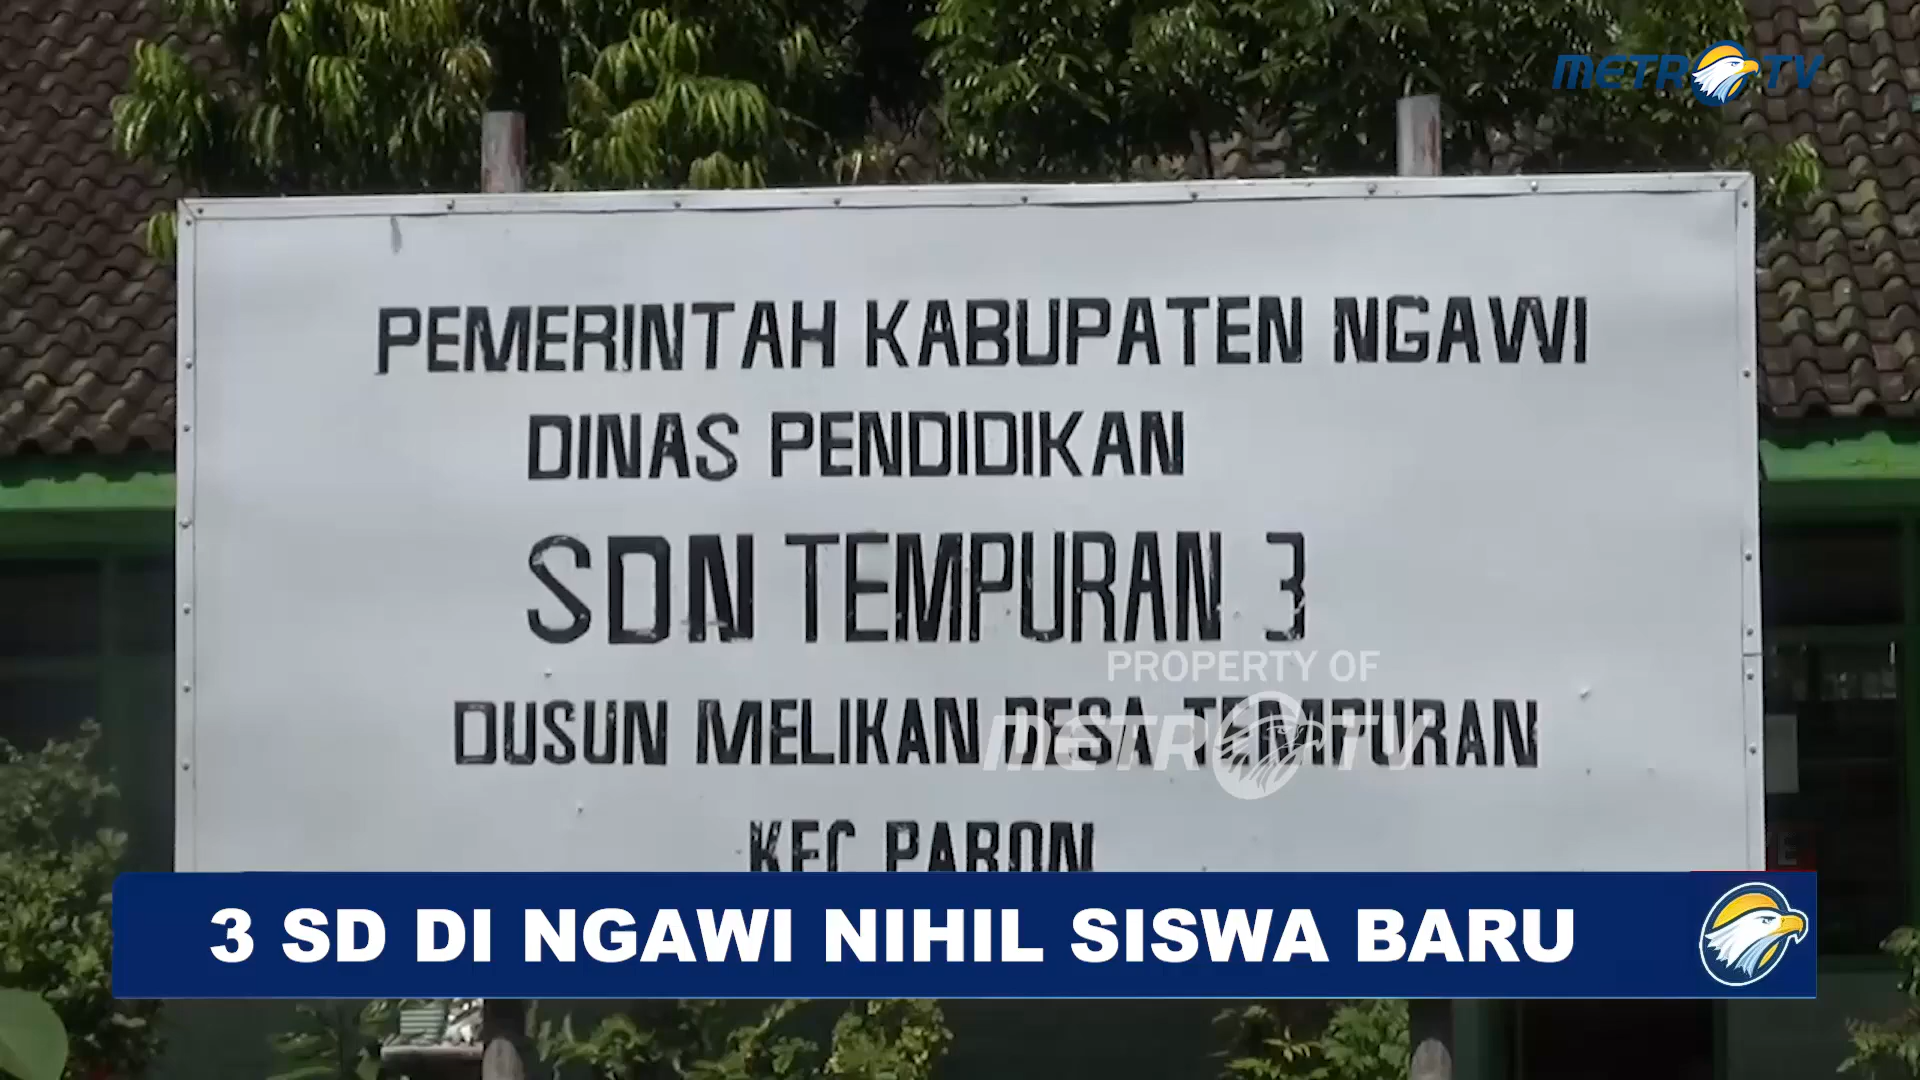 METRO TV
PEMERINTAH KABUPATEN NGAWI
DINAS PENDIDIKAN
SDN TEMPURAN 3
PROPERTY OF
METRO TV
DUSUN MELIKAN DESA TEMPURAN
KEC PARON
3 SD DI NGAWI NIHIL SISWA BARU